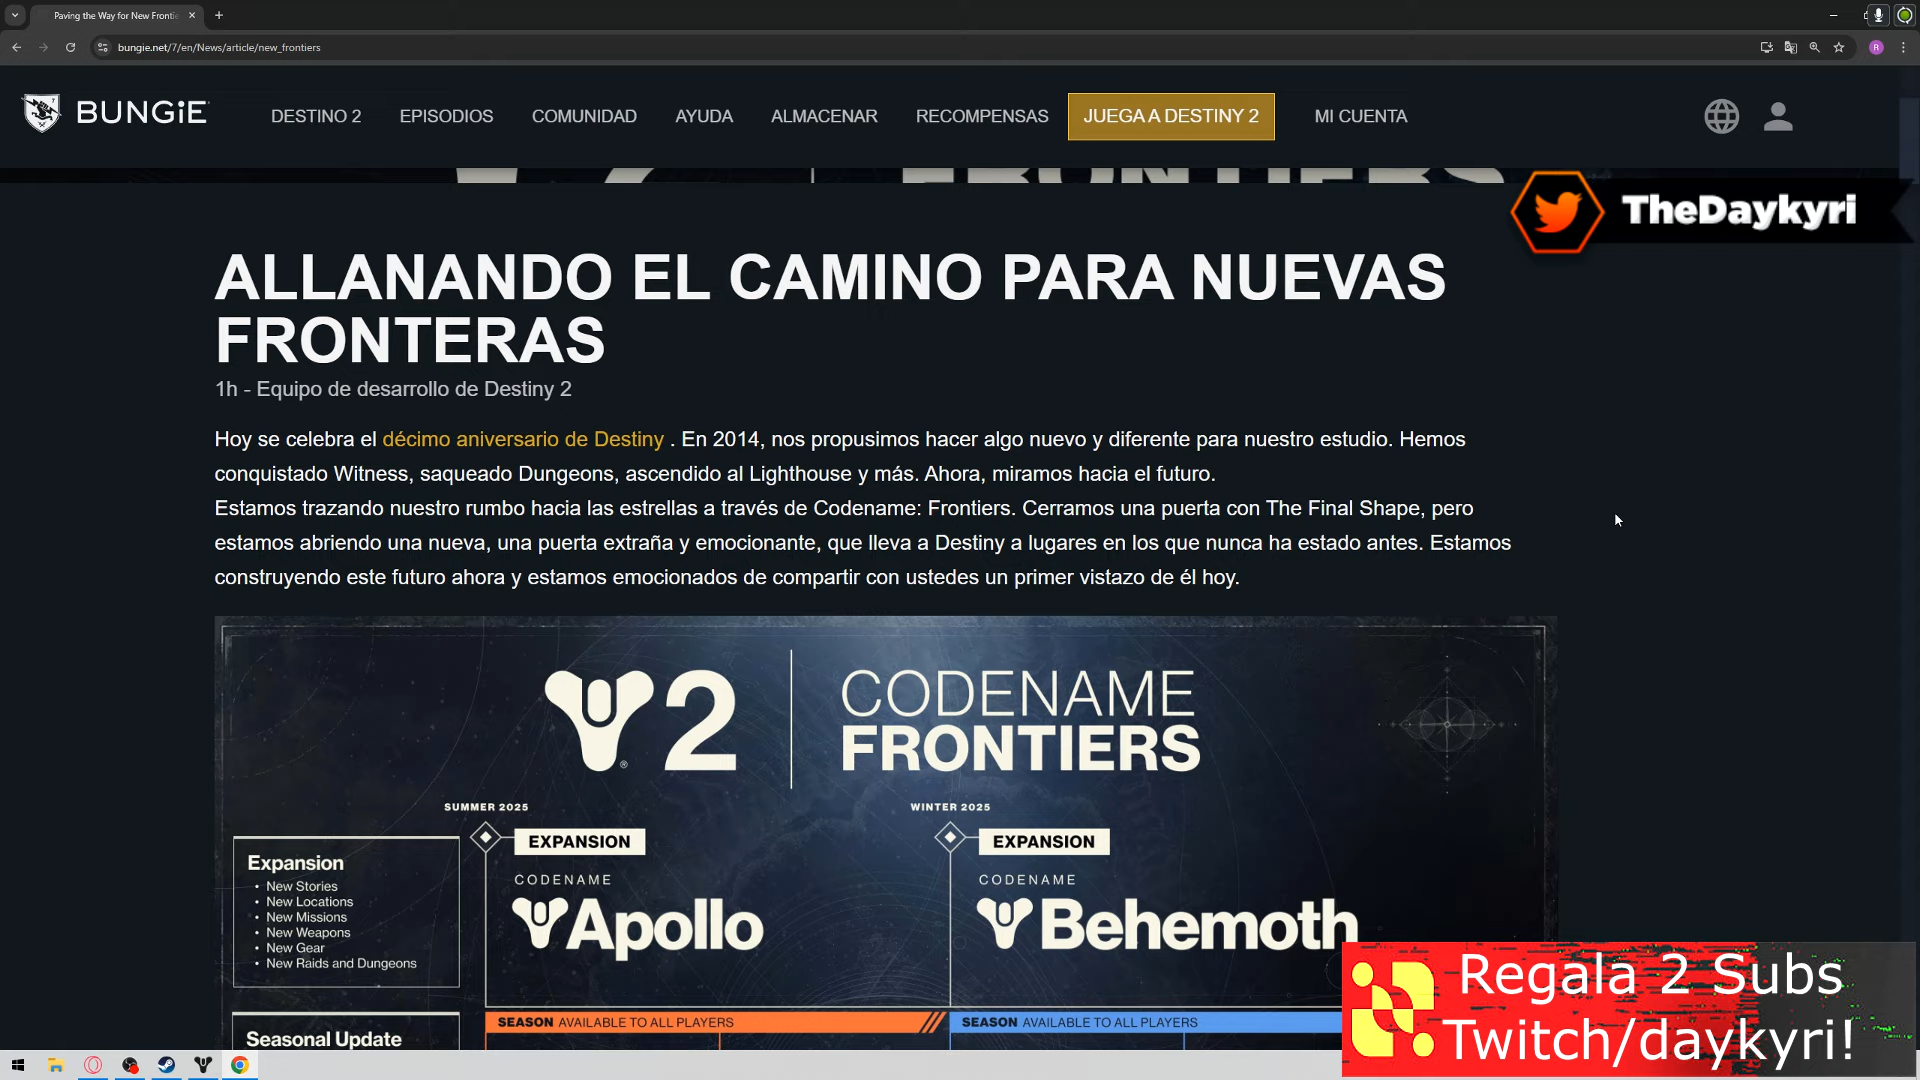 Paving the Way for New Frontie
bungie.net/7/en/News/article/new_frontiers
R
BUNGiE
DESTINO 2
EPISODIOS
COMUNIDAD
AYUDA
ALMACENAR
RECOMPENSAS
JUEGA A DESTINY 2
MI CUENTA
TheDaykyri
ALLANANDO EL CAMINO PARA NUEVAS
FRONTERAS
1h - Equipo de desarrollo de Destiny 2
Hoy se celebra el décimo aniversario de Destiny . En 2014, nos propusimos hacer algo nuevo y diferente para nuestro estudio. Hemos
conquistado Witness, saqueado Dungeons, ascendido al Lighthouse y más. Ahora, miramos hacia el futuro.
Estamos trazando nuestro rumbo hacia las estrellas a través de Codename: Frontiers. Cerramos una puerta con The Final Shape, pero
estamos abriendo una nueva, una puerta extraña y emocionante, que lleva a Destiny a lugares en los que nunca ha estado antes. Estamos
construyendo este futuro ahora y estamos emocionados de compartir con ustedes un primer vistazo de él hoy.
2
CODENAME
FRONTIERS
SUMMER 2025
WINTER 2025
EXPANSION
EXPANSION
Expansion
• New Stories
• New Locations
• New Missions
• New Weapons
• New Gear
• New Raids and Dungeons
CODENAME
Apollo
CODENAME
Behemoth
SEASON AVAILABLE TO ALL PLAYERS
SEASON AVAILABLE TO ALL PLAYERS
Seasonal Update
Regala 2 Subs
Twitch/daykyri!